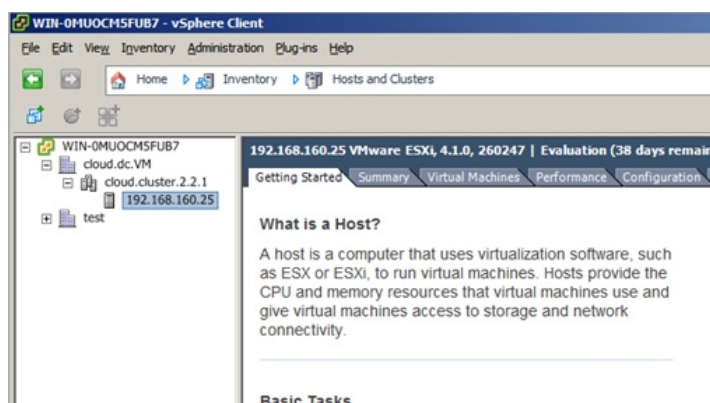 WIN-0MUOCM5FUB7 - vSphere Client
File Edit View Inventory Administration Plug-ins Help
Home Inventory Hosts and Clusters
WIN-0MUOCM5FUB7
cloud.dc.VM
cloud.cluster.2.2.1
192.168.160.25
test
192.168.160.25 VMware ESXi, 4.1.0, 260247 | Evaluation (38 days remain
Getting Started Summary Virtual Machines Performance Configuration
What is a Host?
A host is a computer that uses virtualization software, such
as ESX or ESXi, to run virtual machines. Hosts provide the
CPU and memory resources that virtual machines use and
give virtual machines access to storage and network
connectivity.
Basic Tasks